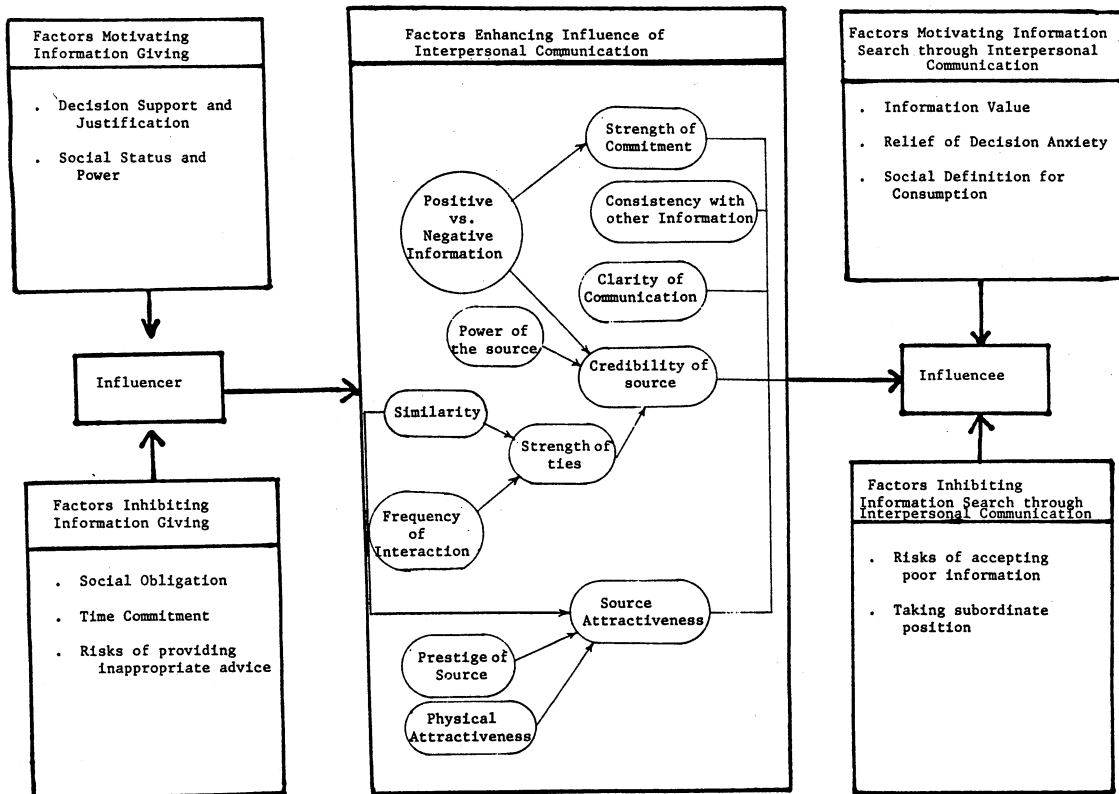 Factors Motivating
Information Giving
. Decision Support and
Justification
. Social Status and
Power
Influencer
Factors Inhibiting
Information Giving
. Social Obligation
. Time Commitment
. Risks of providing
inappropriate advice
Factors Enhancing Influence of
Interpersonal Communication
Strength of
Commitment
Positive
vs.
Negative
Information
Consistency with
other Information
Clarity of
Communication
Power of
the source
Credibility of
source
Similarity
Strength of
ties
Frequency
of
Interaction
Source
Attractiveness
Prestige of
Source
Physical
Attractiveness
Factors Motivating Information
Search through Interpersonal
Communication
. Information Value
. Relief of Decision Anxiety
. Social Definition for
Consumption
Influencee
Factors Inhibiting
Information Search through
Interpersonal Communication
. Risks of accepting
poor information
. Taking subordinate
position